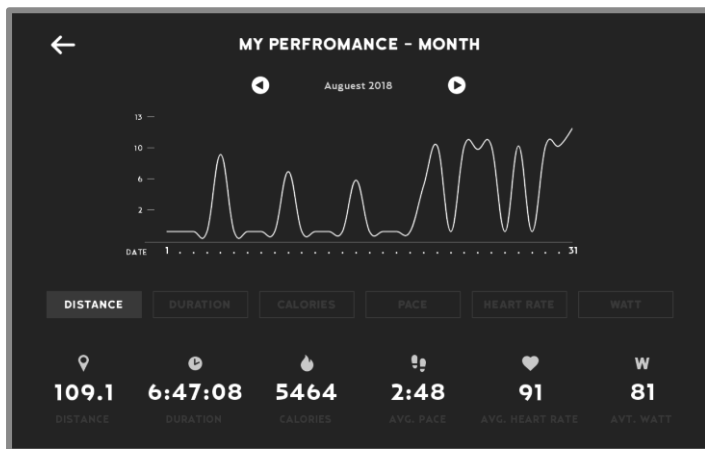 MY PERFROMANCE - MONTH
Auguest 2018
13
10
6
2
DATE 1 31
DISTANCE DURATION CALORIES PACE HEART RATE WATT
W
109.1 6:47:08 5464 2:48 91 81
DISTANCE DURATION CALORIES AVG. PACE AVG. HEART RATE AVT. WATT